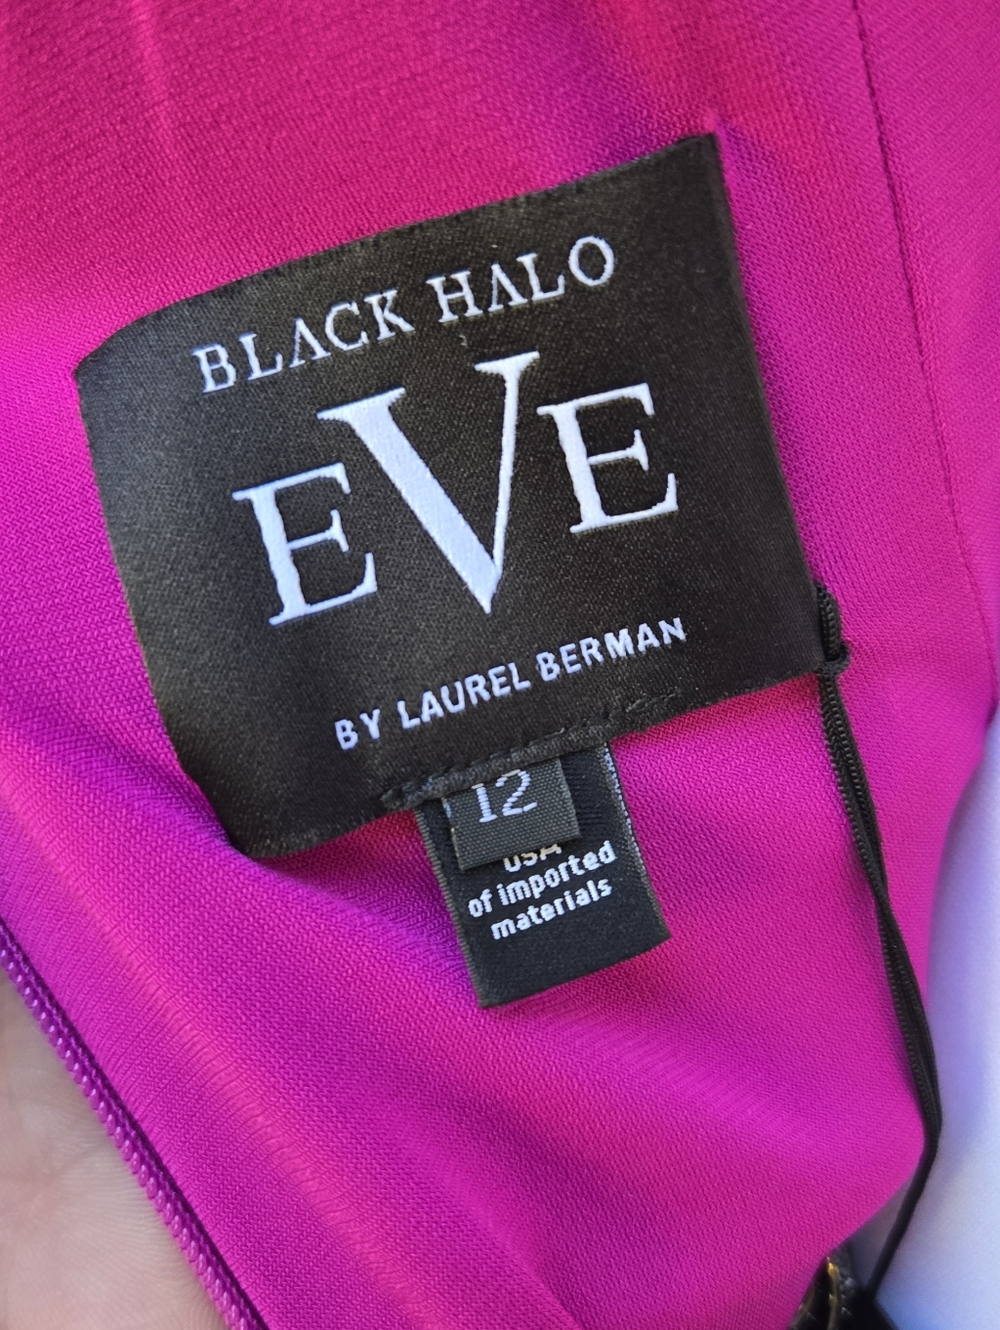 BLACK HALO
EVE
BY LAUREL BERMAN
12
USA
of imported
materials